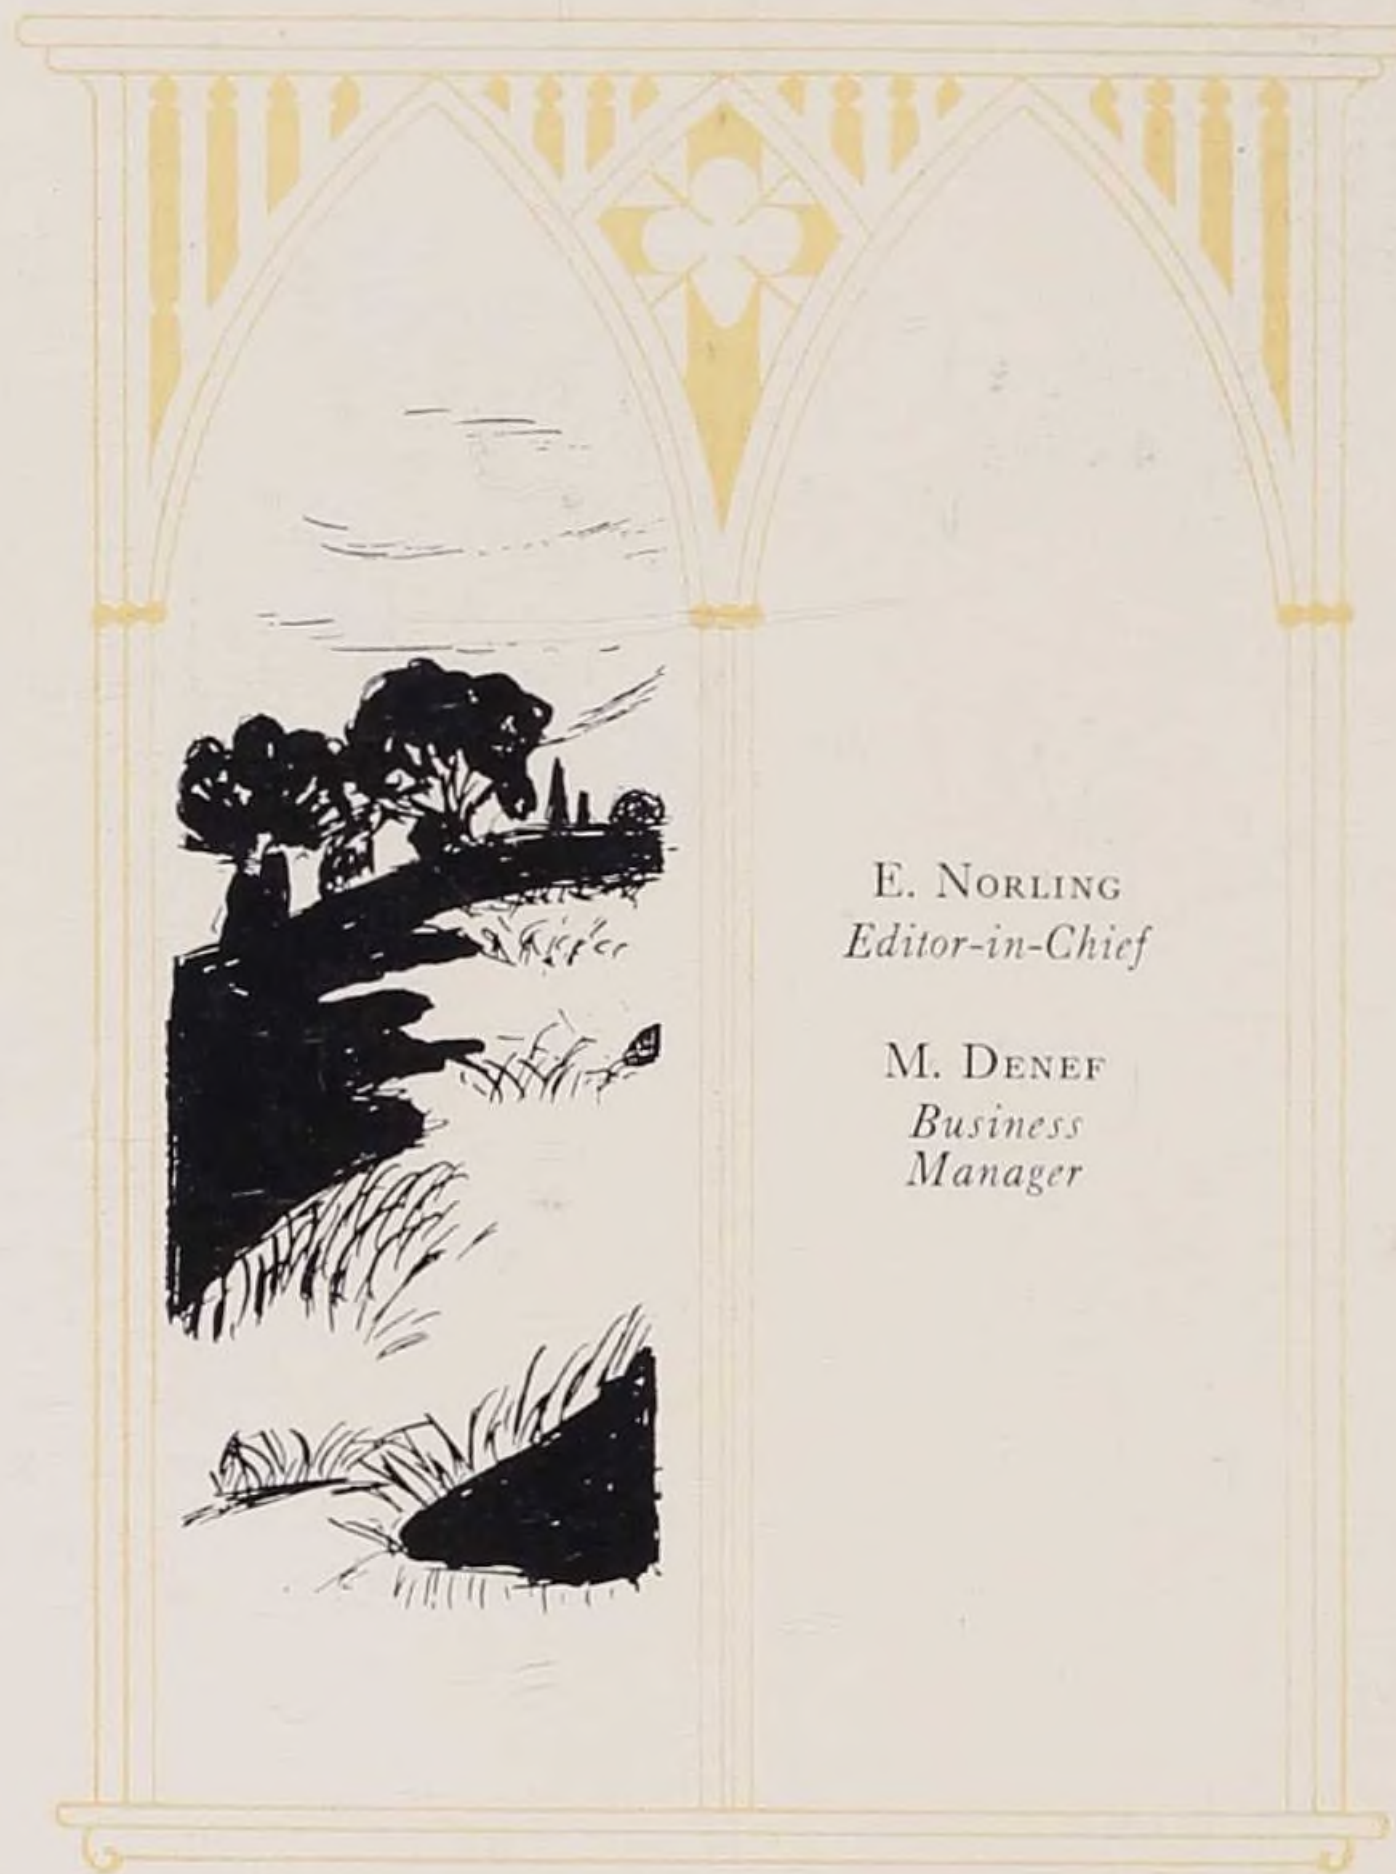 E. NORLING
Editor-in-Chief
M. DENEF
Business
Manager